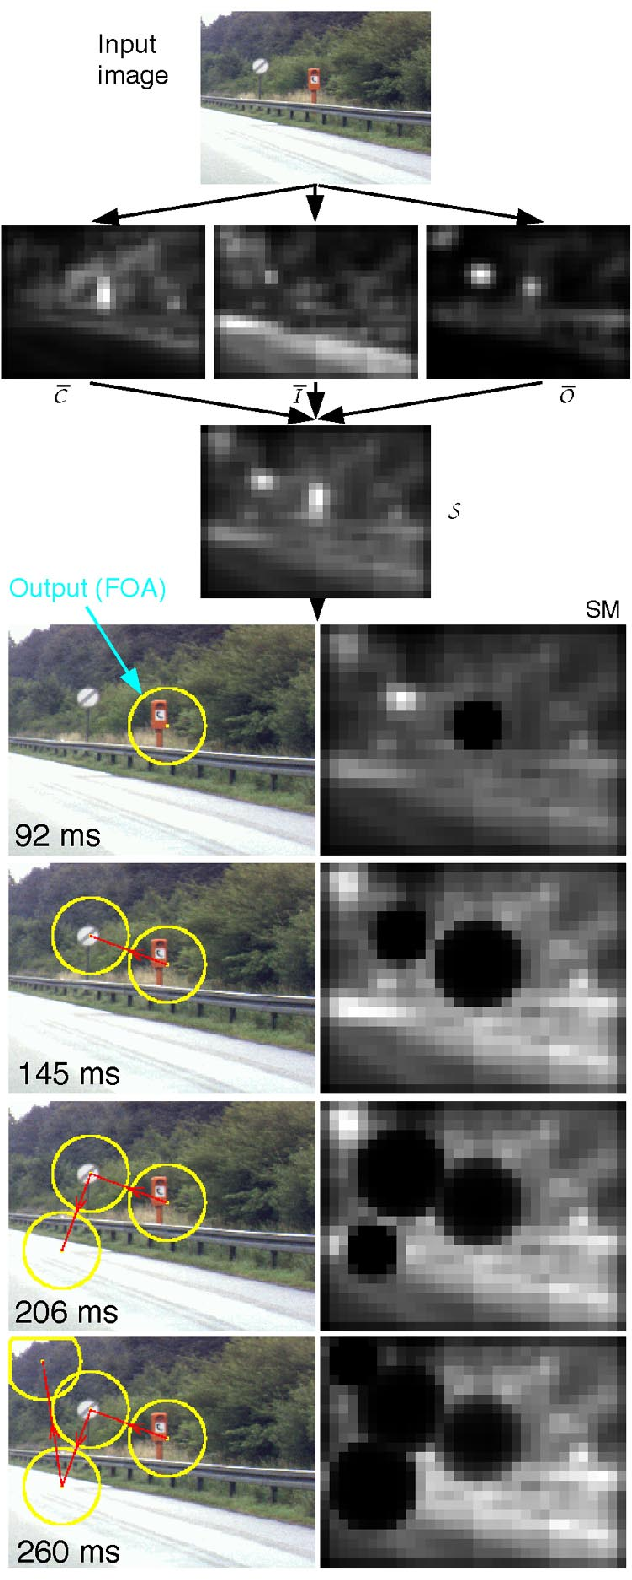 Input
image
C̅ I̅ O̅
S
Output (FOA)
SM
92 ms
145 ms
206 ms
260 ms